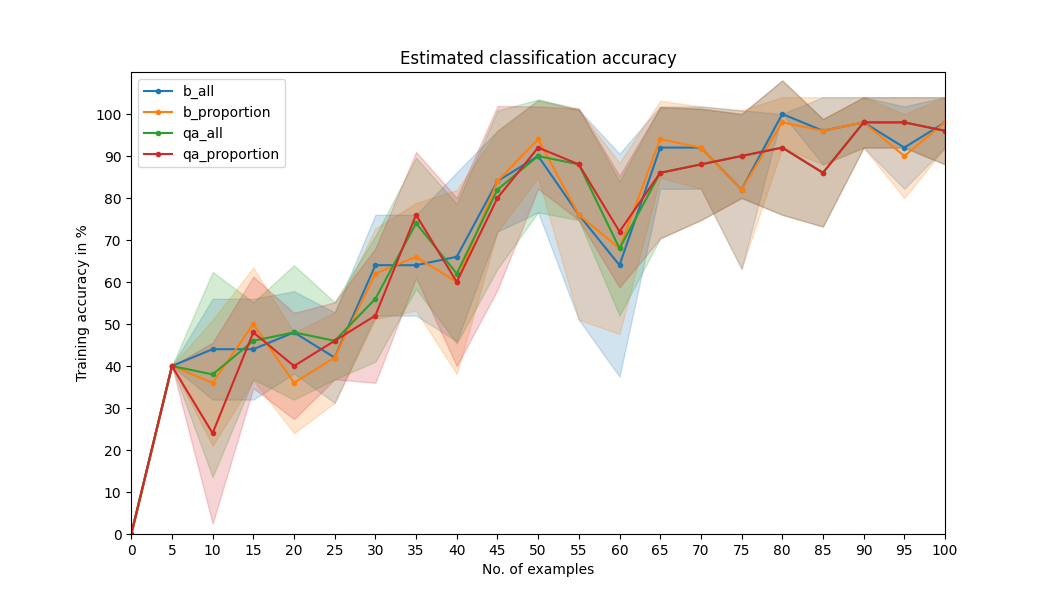 Estimated classification accuracy
b_all
b_proportion
qa_all
qa_proportion
Training accuracy in %
100
90
80
70
60
50
40
30
20
10
0
0 5 10 15 20 25 30 35 40 45 50 55 60 65 70 75 80 85 90 95 100
No. of examples